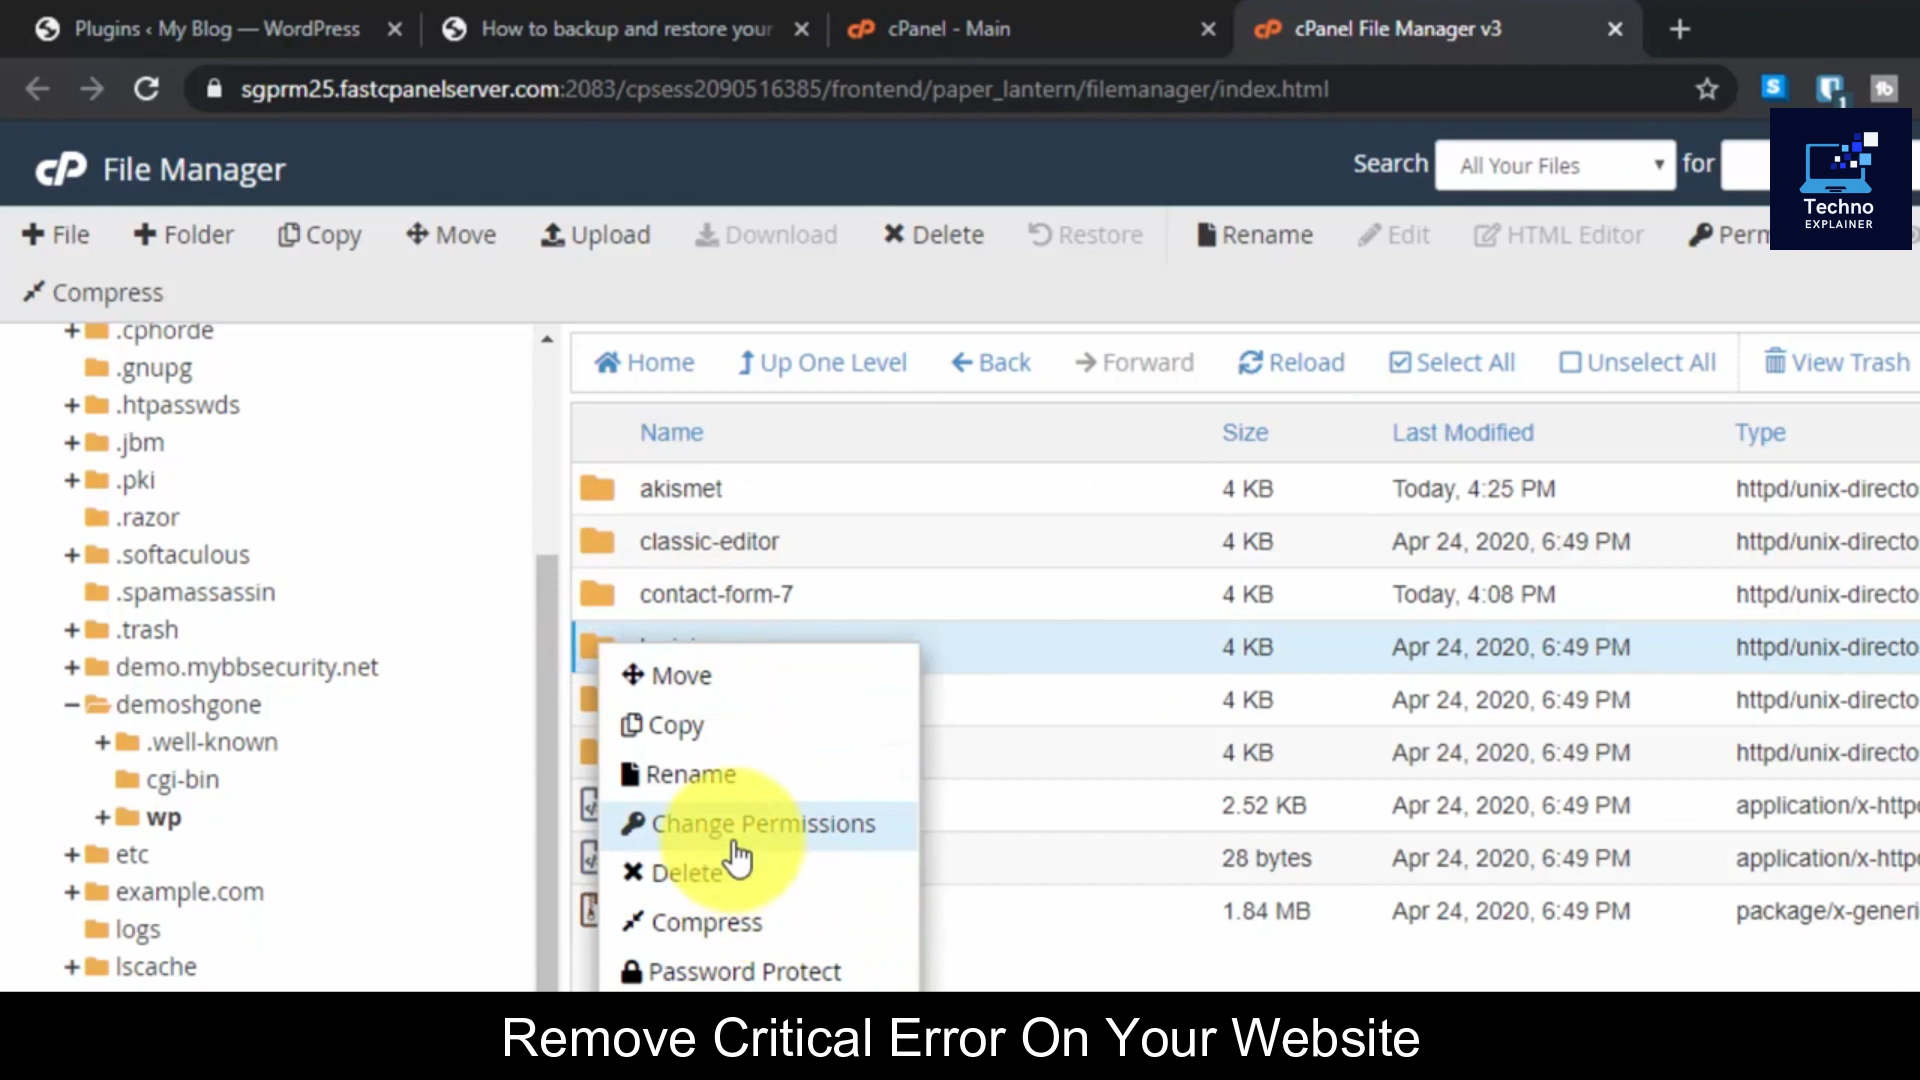 Plugins ‹ My Blog — WordPress
How to backup and restore your
cPanel - Main
cPanel File Manager v3
sgprm25.fastcpanelserver.com:2083/cpsess2090516385/frontend/paper_lantern/filemanager/index.html
S
1
tb
cP File Manager
Search All Your Files for
Techno
EXPLAINER
File Folder Copy Move Upload Download Delete Restore Rename Edit HTML Editor Perm
Compress
.cphorde
.gnupg
.htpasswds
.jbm
.pki
.razor
.softaculous
.spamassassin
.trash
demo.mybbsecurity.net
demoshgone
.well-known
cgi-bin
wp
etc
example.com
logs
lscache
Home Up One Level Back Forward Reload Select All Unselect All View Trash
Name Size Last Modified Type
akismet 4 KB Today, 4:25 PM httpd/unix-directo
classic-editor 4 KB Apr 24, 2020, 6:49 PM httpd/unix-directo
contact-form-7 4 KB Today, 4:08 PM httpd/unix-directo
4 KB Apr 24, 2020, 6:49 PM httpd/unix-directo
4 KB Apr 24, 2020, 6:49 PM httpd/unix-directo
4 KB Apr 24, 2020, 6:49 PM httpd/unix-directo
2.52 KB Apr 24, 2020, 6:49 PM application/x-httpd
28 bytes Apr 24, 2020, 6:49 PM application/x-httpd
1.84 MB Apr 24, 2020, 6:49 PM package/x-generi
Move
Copy
Rename
Change Permissions
Delete
Compress
Password Protect
Remove Critical Error On Your Website